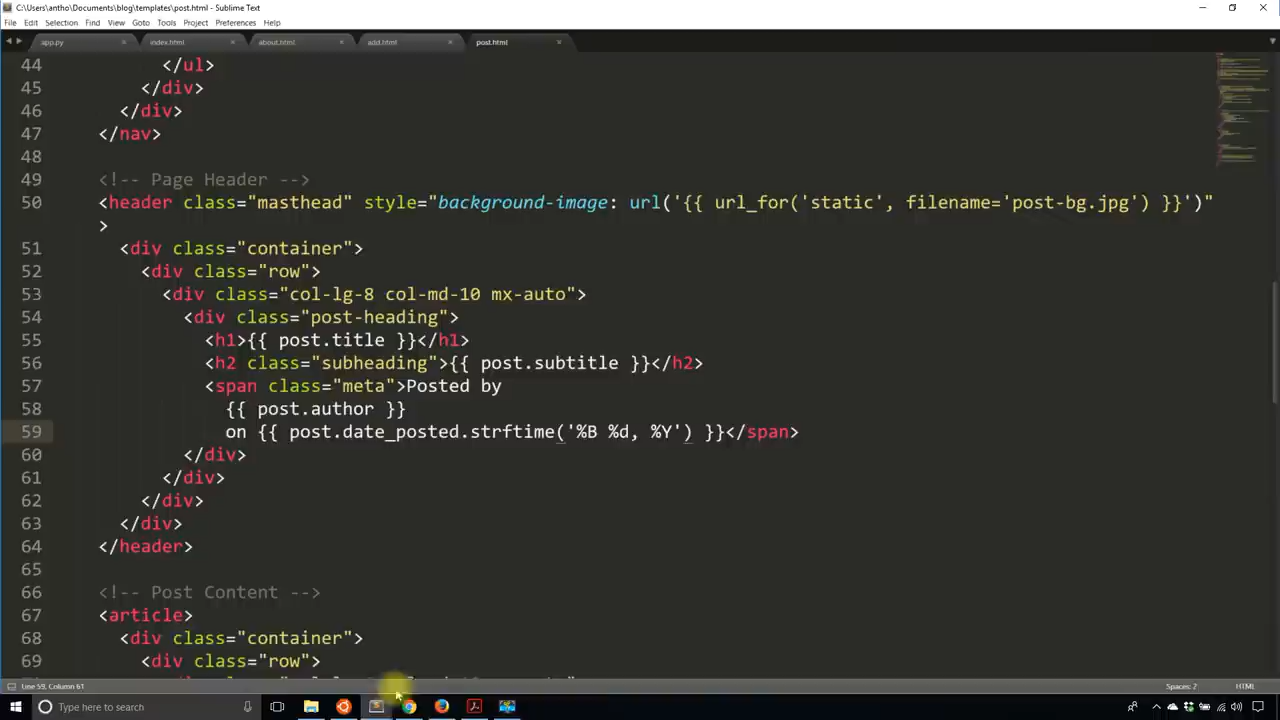 C:\Users\antho\Documents\blog\templates\post.html - Sublime Text
File Edit Selection Find View Goto Tools Project Preferences Help
app.py index.html about.html add.html post.html
44 </ul>
45 </div>
46 </div>
47 </nav>
48
49 <!-- Page Header -->
50 <header class="masthead" style="background-image: url('{{ url_for('static', filename='post-bg.jpg') }}')"
>
51 <div class="container">
52 <div class="row">
53 <div class="col-lg-8 col-md-10 mx-auto">
54 <div class="post-heading">
55 <h1>{{ post.title }}</h1>
56 <h2 class="subheading">{{ post.subtitle }}</h2>
57 <span class="meta">Posted by
58 {{ post.author }}
59 on {{ post.date_posted.strftime('%B %d, %Y') }}</span>
60 </div>
61 </div>
62 </div>
63 </div>
64 </header>
65
66 <!-- Post Content -->
67 <article>
68 <div class="container">
69 <div class="row">
Line 59, Column 61 Spaces: 2 HTML
Type here to search